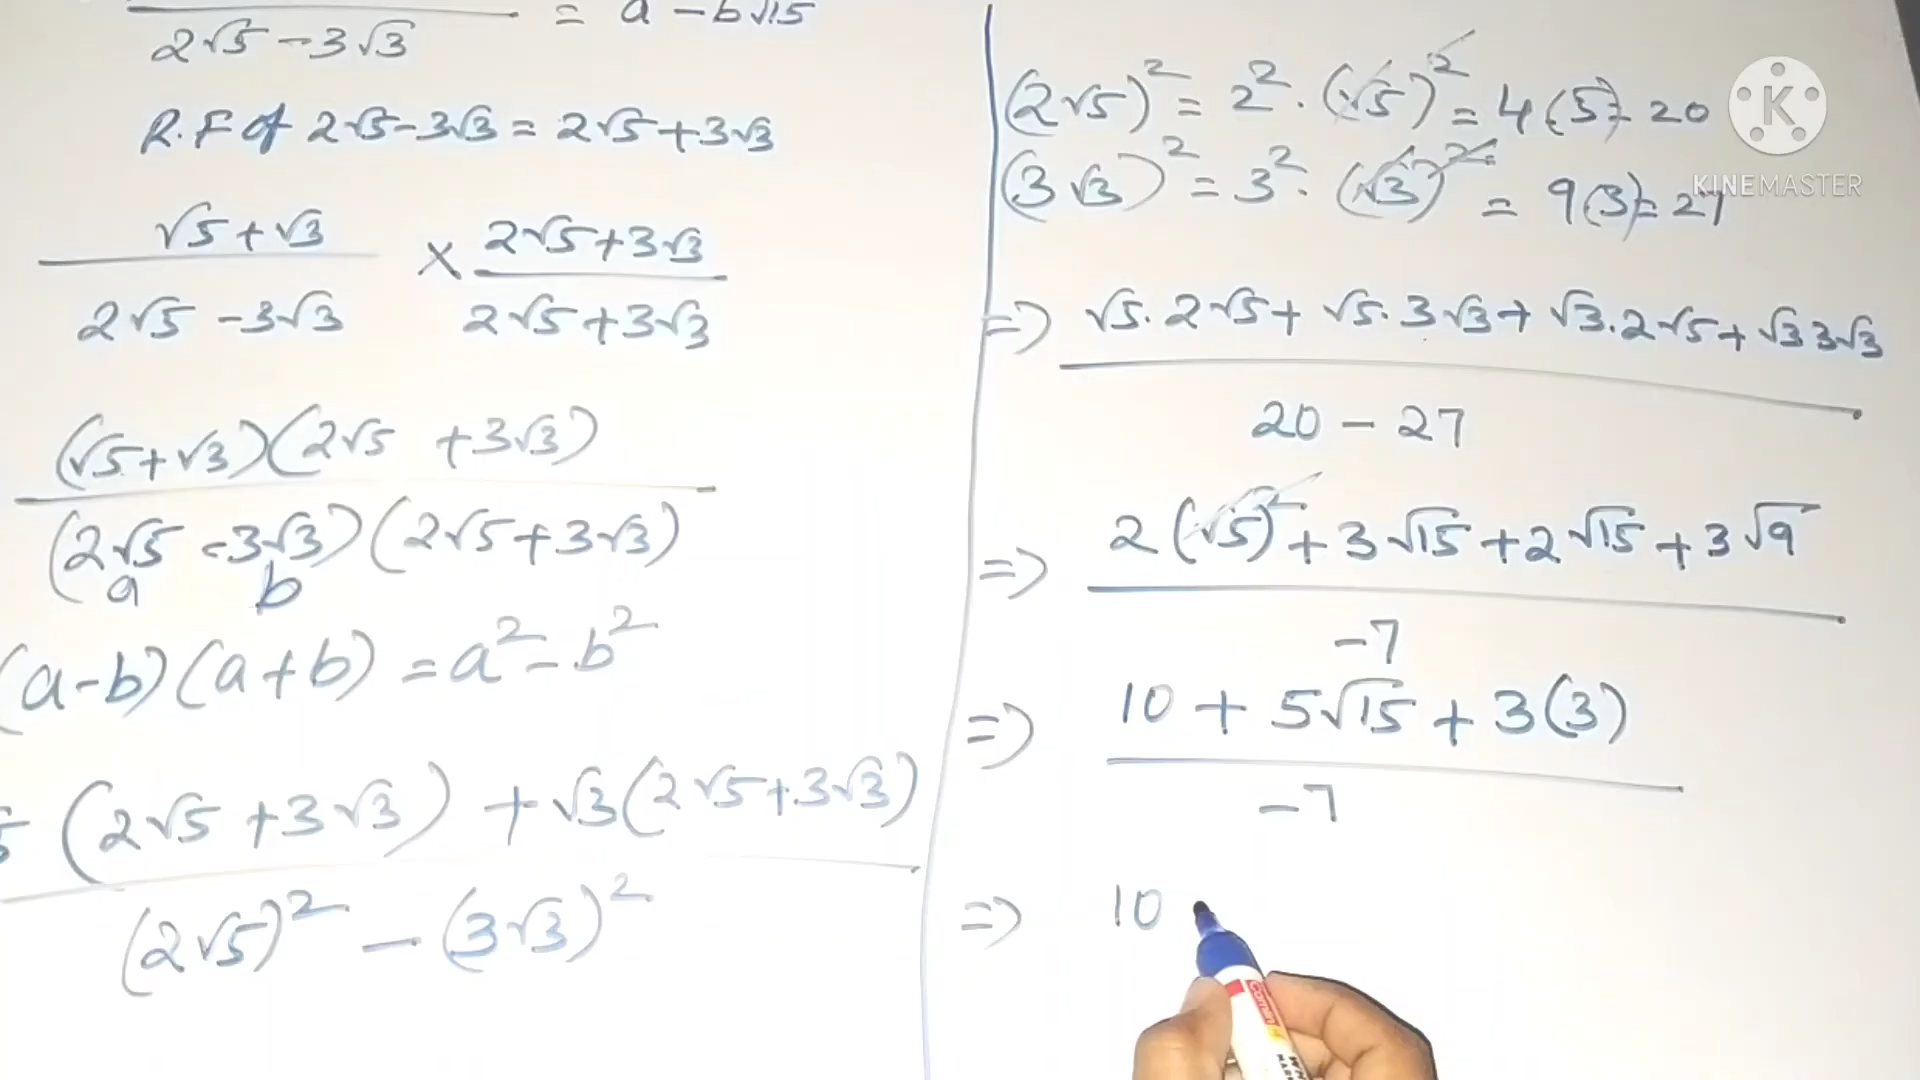 2√5 - 3√3 = a - b√15
R.F of 2√5 - 3√3 = 2√5 + 3√3
√5 + √3 / 2√5 - 3√3 × 2√5 + 3√3 / 2√5 + 3√3
(√5 + √3)(2√5 + 3√3)
(2√5 - 3√3)(2√5 + 3√3)
a b
(a-b)(a+b) = a² - b²
5 (2√5 + 3√3) + √3(2√5 + 3√3)
(2√5)² - (3√3)²
(2√5)² = 2² · (√5)² = 4(5) = 20
(3√3)² = 3² · (√3)² = 9(3) = 27
=> √5 · 2√5 + √5 · 3√3 + √3 · 2√5 + √3 3√3
20 - 27
=> 2(√5)² + 3√15 + 2√15 + 3√9
-7
=> 10 + 5√15 + 3(3)
-7
=> 10
K
KINEMASTER
Camlin